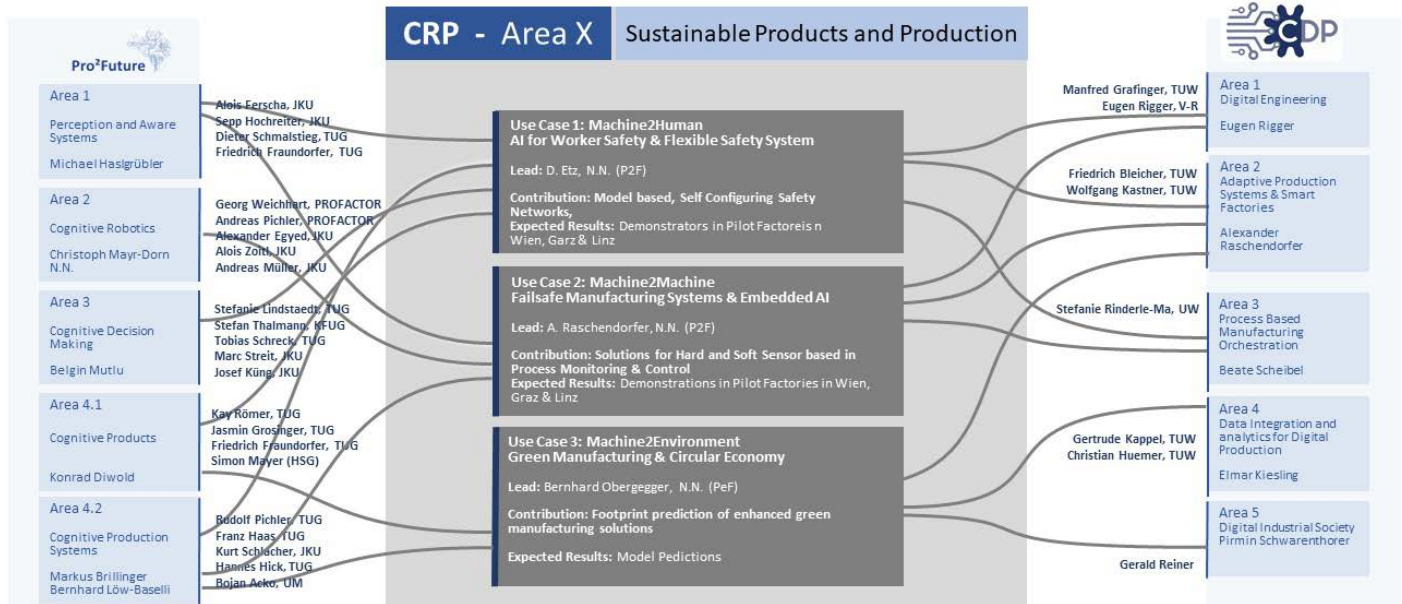 CRP - Area X
Sustainable Products and Production
Pro²Future
Area 1
Perception and Aware
Systems
Michael Haslgrübler
Area 2
Cognitive Robotics
Christoph Mayr-Dorn
N.N.
Area 3
Cognitive Decision
Making
Belgin Mutlu
Area 4.1
Cognitive Products
Konrad Diwold
Area 4.2
Cognitive Production
Systems
Markus Brillinger
Bernhard Löw-Baselli
Alois Ferscha, JKU
Sepp Hochreiter, JKU
Dieter Schmalstieg, TUG
Friedrich Fraundorfer, TUG
Georg Weichhart, PROFACTOR
Andreas Pichler, PROFACTOR
Alexander Egyed, JKU
Alois Zoitl, JKU
Andreas Müller, JKU
Stefanie Lindstaedt, TUG
Stefan Thalmann, KFUG
Tobias Schreck, TUG
Marc Streit, JKU
Josef Küng, JKU
Kay Römer, TUG
Jasmin Grosinger, TUG
Friedrich Fraundorfer, TUG
Simon Mayer (HSG)
Rudolf Pichler, TUG
Franz Haas, TUG
Kurt Schlacher, JKU
Hannes Hick, TUG
Bojan Acko, UM
Use Case 1: Machine2Human
AI for Worker Safety & Flexible Safety System
Lead: D. Etz, N.N. (P2F)
Contribution: Model based, Self Configuring Safety
Networks,
Expected Results: Demonstrators in Pilot Factoreis n
Wien, Garz & Linz
Use Case 2: Machine2Machine
Failsafe Manufacturing Systems & Embedded AI
Lead: A. Raschendorfer, N.N. (P2F)
Contribution: Solutions for Hard and Soft Sensor based in
Process Monitoring & Control
Expected Results: Demonstrations in Pilot Factories in Wien,
Graz & Linz
Use Case 3: Machine2Environment
Green Manufacturing & Circular Economy
Lead: Bernhard Obergegger, N.N. (PeF)
Contribution: Footprint prediction of enhanced green
manufacturing solutions
Expected Results: Model Pedictions
Manfred Grafinger, TUW
Eugen Rigger, V-R
Friedrich Bleicher, TUW
Wolfgang Kastner, TUW
Stefanie Rinderle-Ma, UW
Gertrude Kappel, TUW
Christian Huemer, TUW
Gerald Reiner
CDP
Area 1
Digital Engineering
Eugen Rigger
Area 2
Adaptive Production
Systems & Smart
Factories
Alexander
Raschendorfer
Area 3
Process Based
Manufacturing
Orchestration
Beate Scheibel
Area 4
Data Integration and
analytics for Digital
Production
Elmar Kiesling
Area 5
Digital Industrial Society
Pirmin Schwarenthorer